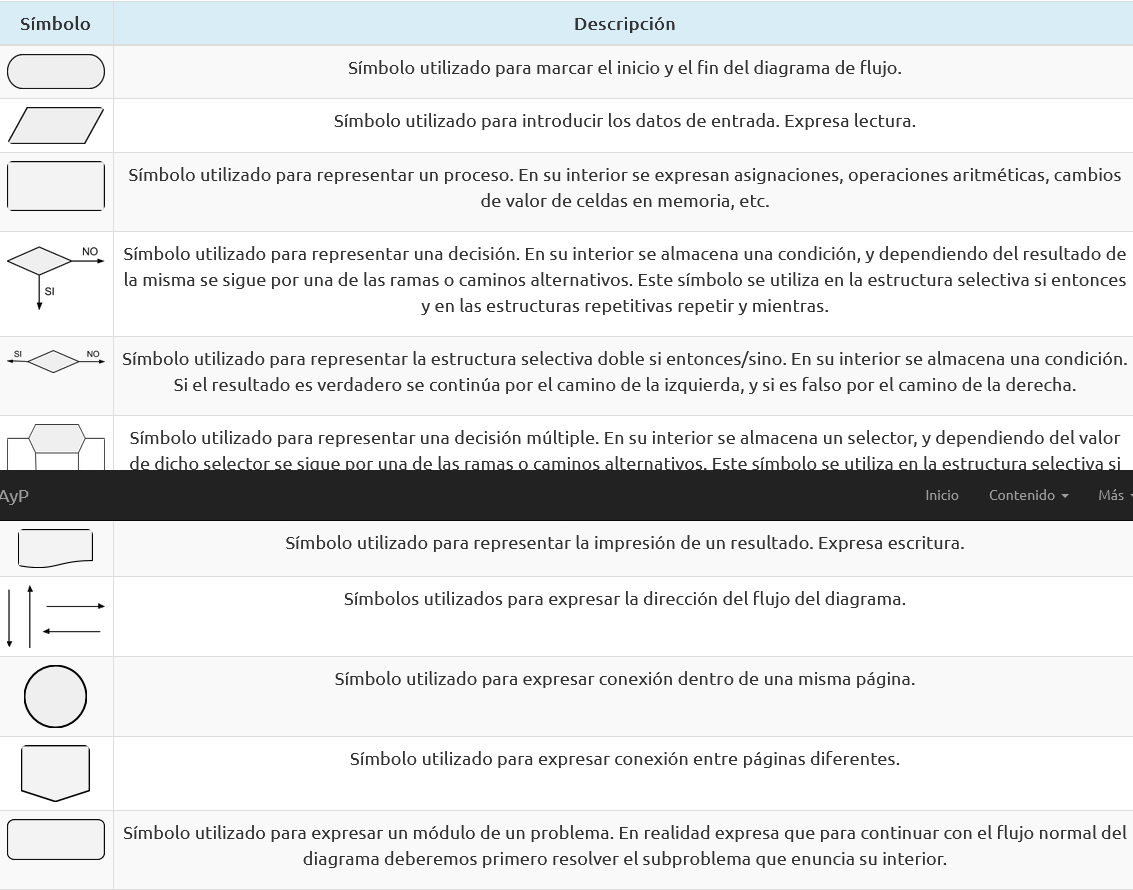 Símbolo Descripción
Símbolo utilizado para marcar el inicio y el fin del diagrama de flujo.
Símbolo utilizado para introducir los datos de entrada. Expresa lectura.
Símbolo utilizado para representar un proceso. En su interior se expresan asignaciones, operaciones aritméticas, cambios
de valor de celdas en memoria, etc.
NO
SI
Símbolo utilizado para representar una decisión. En su interior se almacena una condición, y dependiendo del resultado de
la misma se sigue por una de las ramas o caminos alternativos. Este símbolo se utiliza en la estructura selectiva si entonces
y en las estructuras repetitivas repetir y mientras.
SI NO
Símbolo utilizado para representar la estructura selectiva doble si entonces/sino. En su interior se almacena una condición.
Si el resultado es verdadero se continúa por el camino de la izquierda, y si es falso por el camino de la derecha.
Símbolo utilizado para representar una decisión múltiple. En su interior se almacena un selector, y dependiendo del valor
de dicho selector se sigue por una de las ramas o caminos alternativos. Este símbolo se utiliza en la estructura selectiva si
AyP Inicio Contenido Más
Símbolo utilizado para representar la impresión de un resultado. Expresa escritura.
Símbolos utilizados para expresar la dirección del flujo del diagrama.
Símbolo utilizado para expresar conexión dentro de una misma página.
Símbolo utilizado para expresar conexión entre páginas diferentes.
Símbolo utilizado para expresar un módulo de un problema. En realidad expresa que para continuar con el flujo normal del
diagrama deberemos primero resolver el subproblema que enuncia su interior.